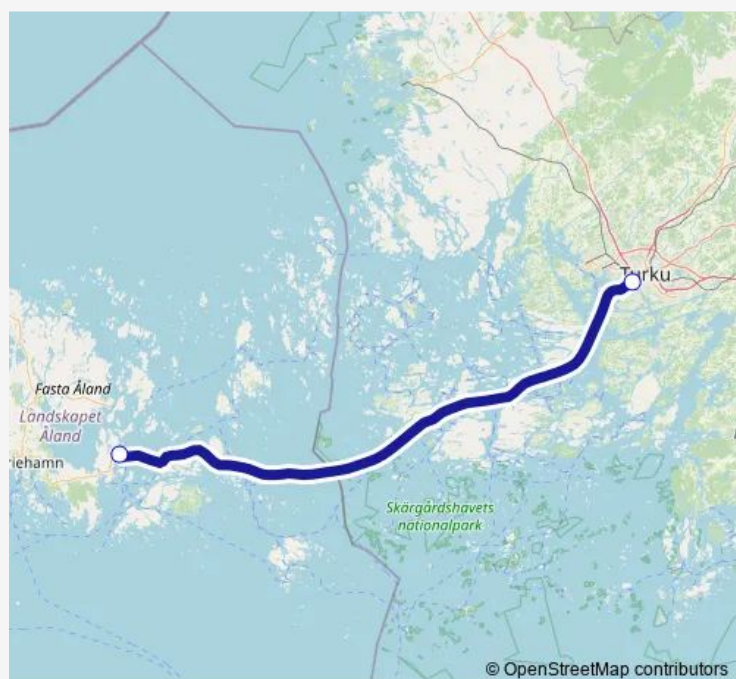 Turku
Fasta Åland
Landskapet
Åland
riehamn
Skärgårdshavets
nationalpark
© OpenStreetMap contributors